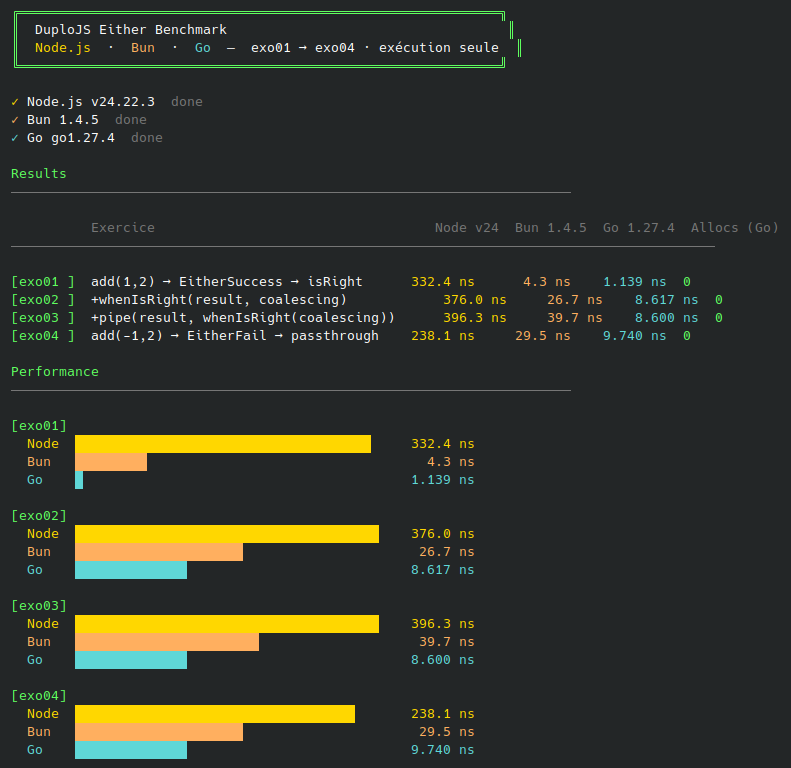 DuploJS Either Benchmark
Node.js · Bun · Go — exo01 → exo04 · exécution seule
✓ Node.js v24.22.3 done
✓ Bun 1.4.5 done
✓ Go go1.27.4 done
Results
Exercice Node v24 Bun 1.4.5 Go 1.27.4 Allocs (Go)
[exo01 ] add(1,2) → EitherSuccess → isRight 332.4 ns 4.3 ns 1.139 ns 0
[exo02 ] +whenIsRight(result, coalescing) 376.0 ns 26.7 ns 8.617 ns 0
[exo03 ] +pipe(result, whenIsRight(coalescing)) 396.3 ns 39.7 ns 8.600 ns 0
[exo04 ] add(-1,2) → EitherFail → passthrough 238.1 ns 29.5 ns 9.740 ns 0
Performance
[exo01]
Node 332.4 ns
Bun 4.3 ns
Go 1.139 ns
[exo02]
Node 376.0 ns
Bun 26.7 ns
Go 8.617 ns
[exo03]
Node 396.3 ns
Bun 39.7 ns
Go 8.600 ns
[exo04]
Node 238.1 ns
Bun 29.5 ns
Go 9.740 ns